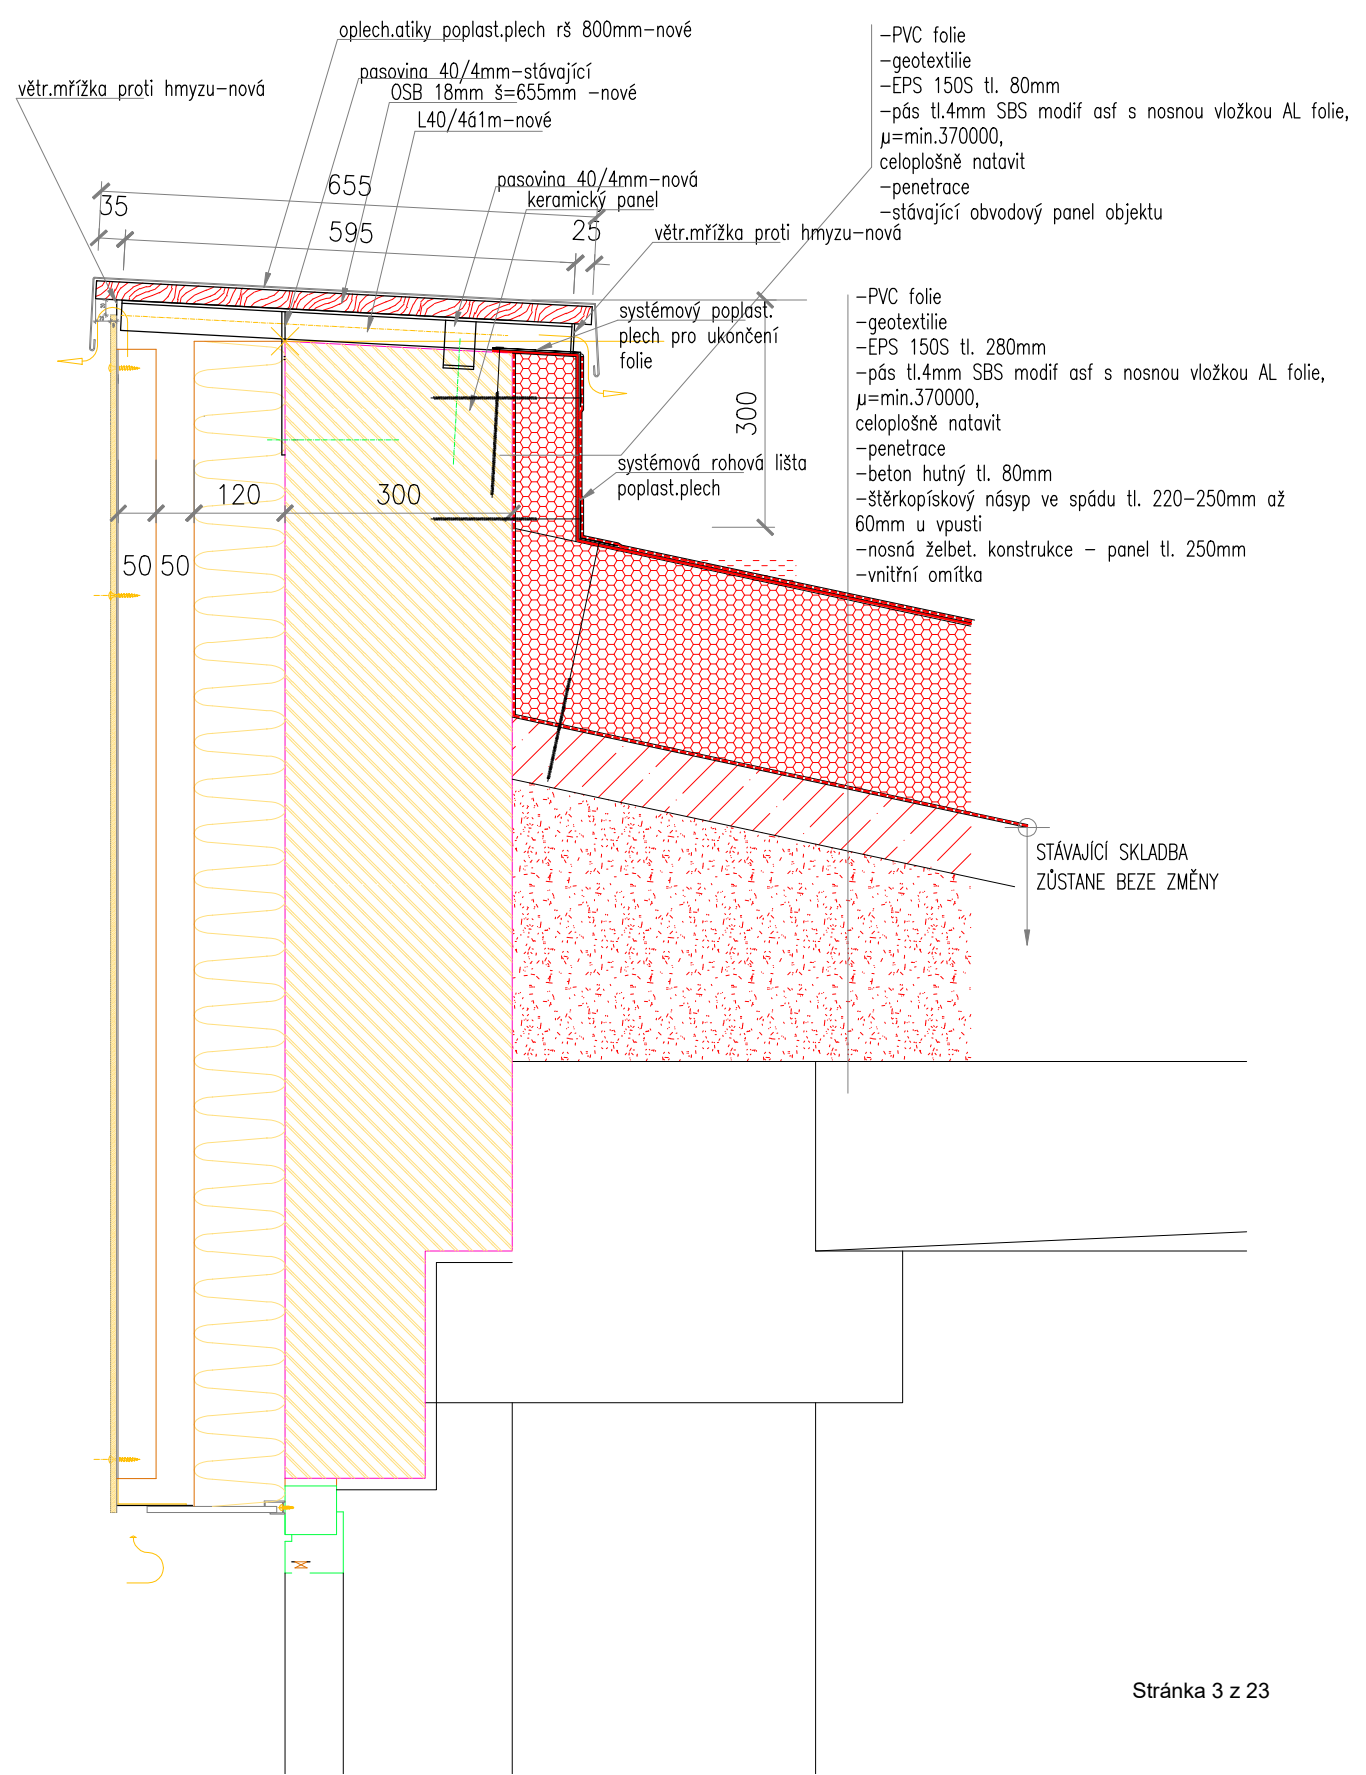 oplech.atiky poplast.plech rš 800mm-nové
pasovina 40/4mm-stávající
větr.mřížka proti hmyzu-nová
OSB 18mm š=655mm -nové
L40/4á1m-nové
pasovina 40/4mm-nová
keramický panel
větr.mřížka proti hmyzu-nová
655
35
595
25
-PVC folie
-geotextilie
-EPS 150S tl. 80mm
-pás tl.4mm SBS modif asf s nosnou vložkou AL folie,
μ=min.370000,
celoplošně natavit
-penetrace
-stávající obvodový panel objektu
systémový poplast.
plech pro ukončení
folie
300
systémová rohová lišta
poplast.plech
-PVC folie
-geotextilie
-EPS 150S tl. 280mm
-pás tl.4mm SBS modif asf s nosnou vložkou AL folie,
μ=min.370000,
celoplošně natavit
-penetrace
-beton hutný tl. 80mm
-štěrkopískový násyp ve spádu tl. 220-250mm až
60mm u vpusti
-nosná želbet. konstrukce - panel tl. 250mm
-vnitřní omítka
120
300
50 50
STÁVAJÍCÍ SKLADBA
ZŮSTANE BEZE ZMĚNY
Stránka 3 z 23